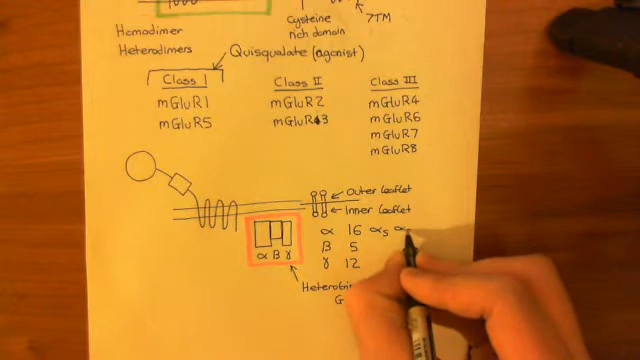 Cysteine
rich domain
7TM
Homodimer
Heterodimers
Quisqualate (agonist)
Class I
mGluR1
mGluR5
Class II
mGluR2
mGluR3
Class III
mGluR4
mGluR6
mGluR7
mGluR8
Outer leaflet
Inner leaflet
α 16 αs
β 5
γ 12
α β γ